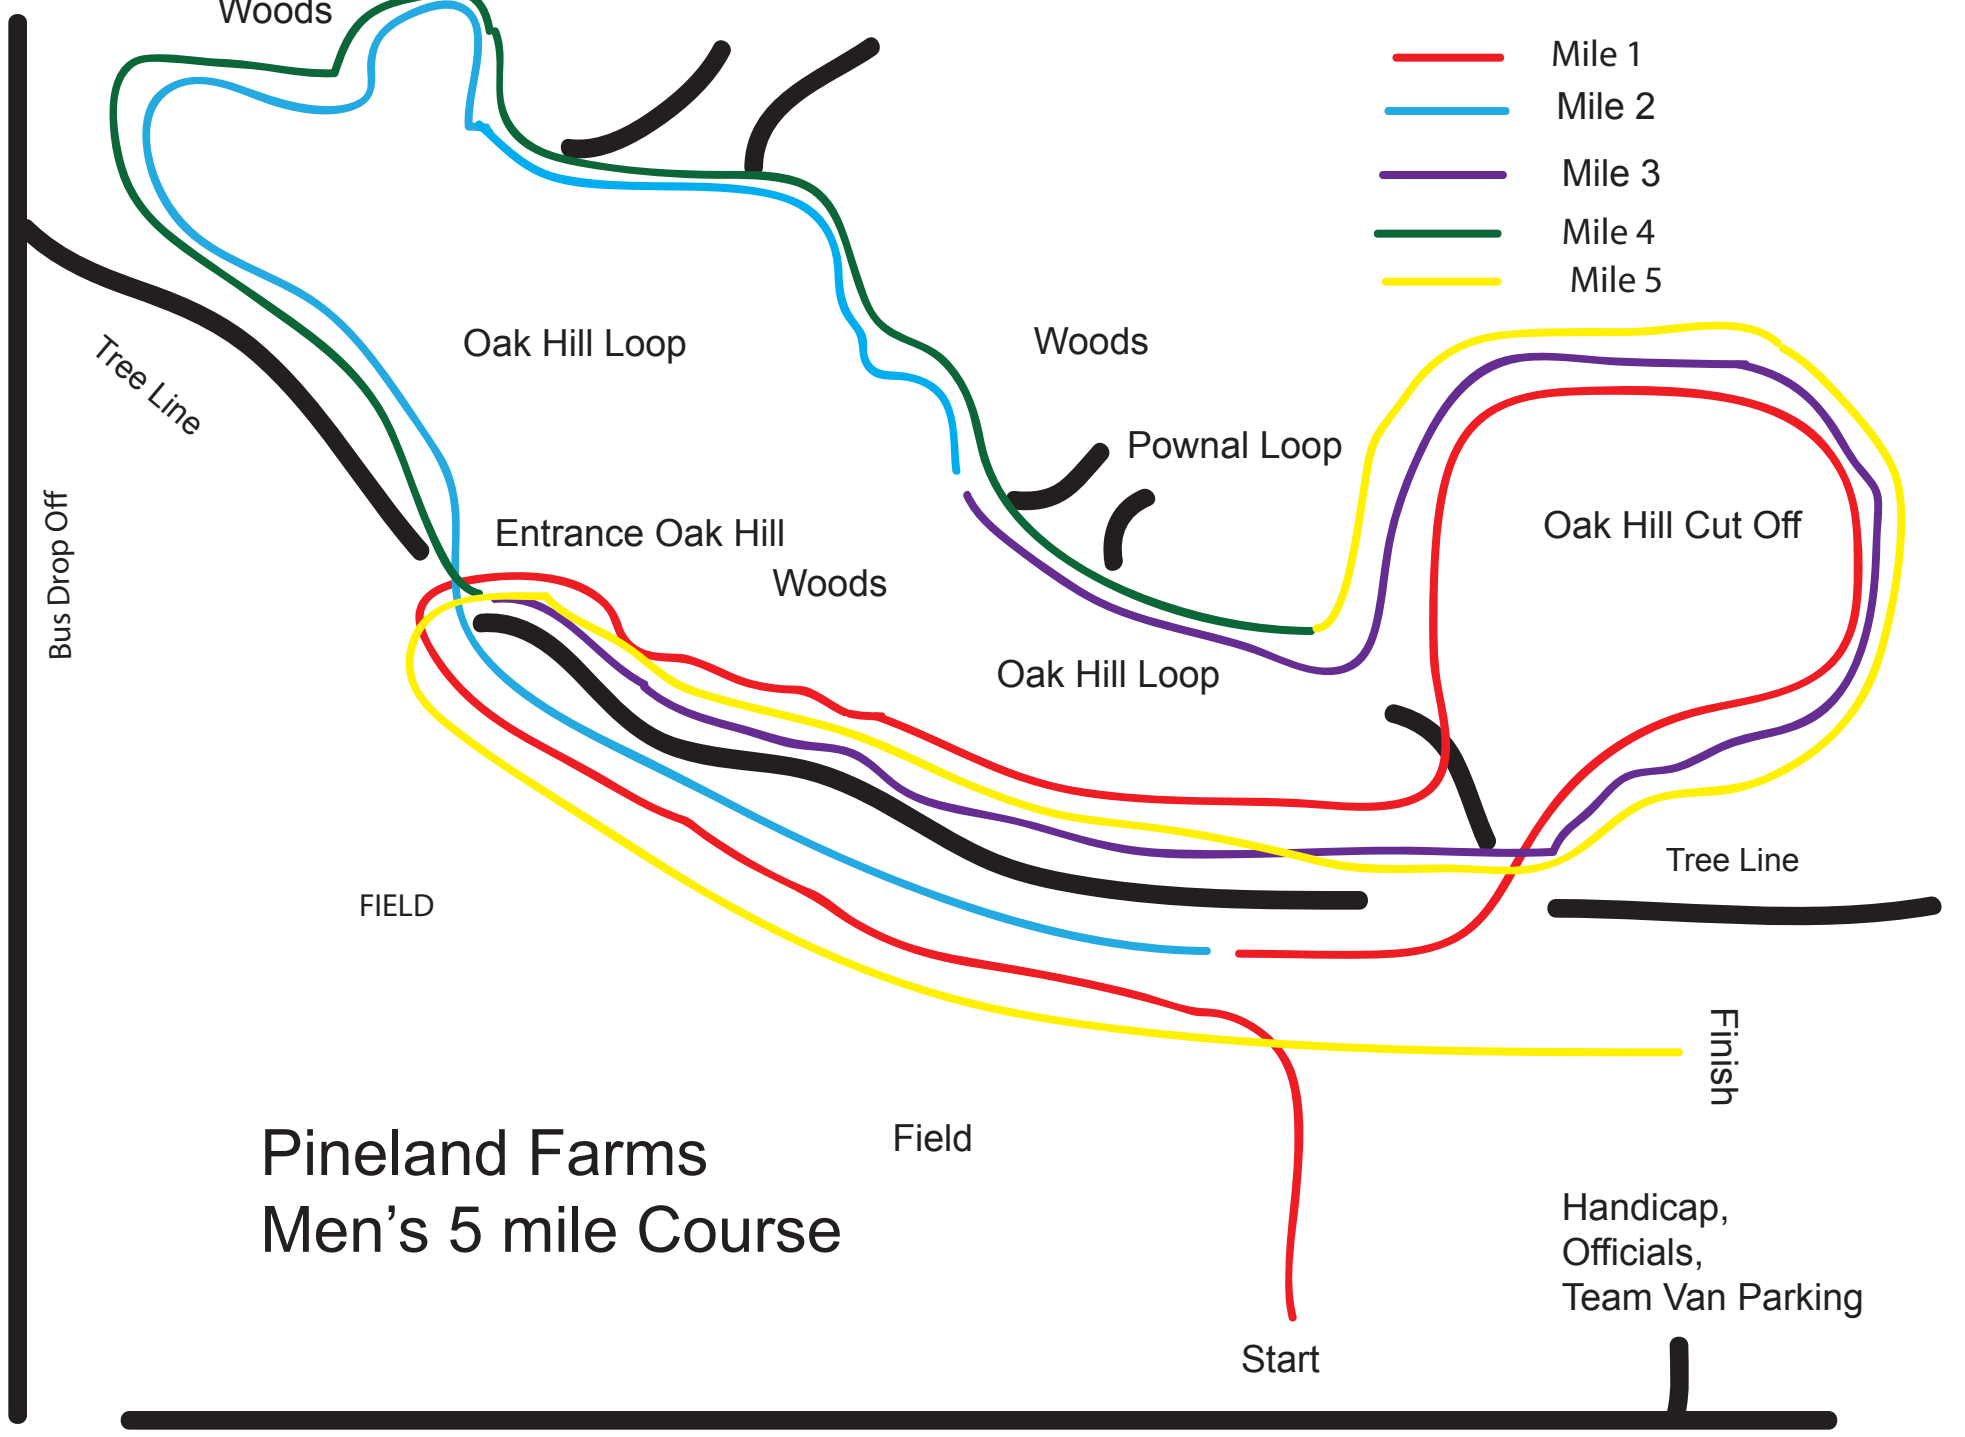 Woods
Mile 1
Mile 2
Mile 3
Mile 4
Mile 5
Tree Line
Oak Hill Loop
Woods
Pownal Loop
Bus Drop Off
Entrance Oak Hill
Woods
Oak Hill Cut Off
Oak Hill Loop
Tree Line
FIELD
Finish
Field
Pineland Farms
Men’s 5 mile Course
Handicap,
Officials,
Team Van Parking
Start